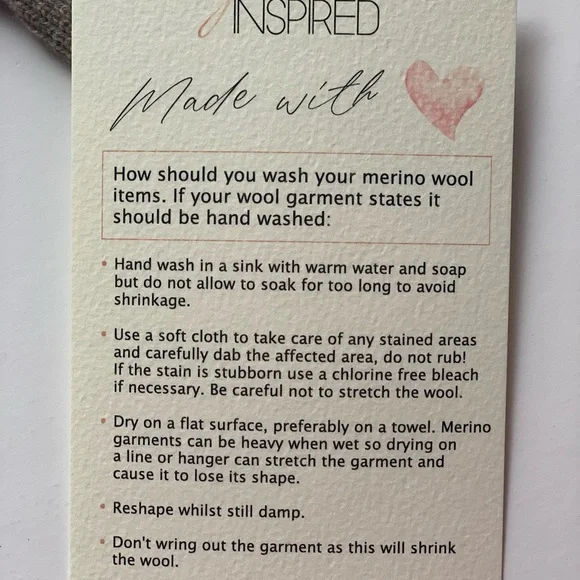 INSPIRED
Made with
How should you wash your merino wool
items. If your wool garment states it
should be hand washed:
• Hand wash in a sink with warm water and soap
but do not allow to soak for too long to avoid
shrinkage.
• Use a soft cloth to take care of any stained areas
and carefully dab the affected area, do not rub!
If the stain is stubborn use a chlorine free bleach
if necessary. Be careful not to stretch the wool.
• Dry on a flat surface, preferably on a towel. Merino
garments can be heavy when wet so drying on
a line or hanger can stretch the garment and
cause it to lose its shape.
• Reshape whilst still damp.
• Don't wring out the garment as this will shrink
the wool.